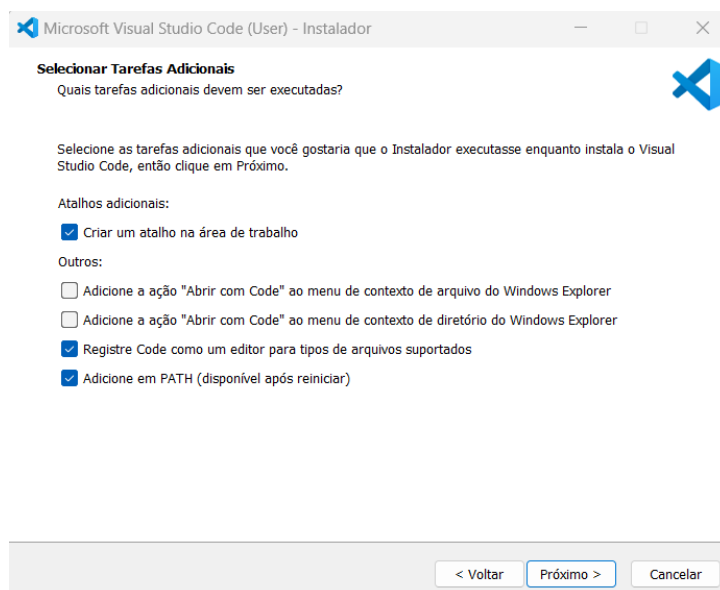 Microsoft Visual Studio Code (User) - Instalador
Selecionar Tarefas Adicionais
Quais tarefas adicionais devem ser executadas?
Selecione as tarefas adicionais que você gostaria que o Instalador executasse enquanto instala o Visual
Studio Code, então clique em Próximo.
Atalhos adicionais:
Criar um atalho na área de trabalho
Outros:
Adicione a ação "Abrir com Code" ao menu de contexto de arquivo do Windows Explorer
Adicione a ação "Abrir com Code" ao menu de contexto de diretório do Windows Explorer
Registre Code como um editor para tipos de arquivos suportados
Adicione em PATH (disponível após reiniciar)
< Voltar Próximo > Cancelar